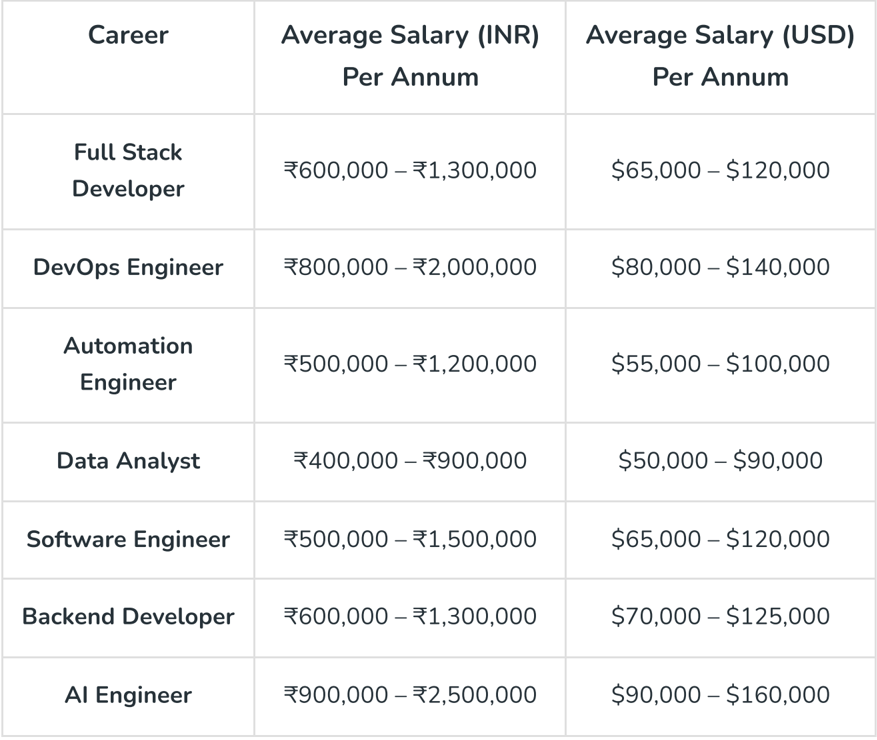 Career
Average Salary (INR)
Per Annum
Average Salary (USD)
Per Annum
Full Stack
Developer
₹600,000 – ₹1,300,000
$65,000 – $120,000
DevOps Engineer
₹800,000 – ₹2,000,000
$80,000 – $140,000
Automation
Engineer
₹500,000 – ₹1,200,000
$55,000 – $100,000
Data Analyst
₹400,000 – ₹900,000
$50,000 – $90,000
Software Engineer
₹500,000 – ₹1,500,000
$65,000 – $120,000
Backend Developer
₹600,000 – ₹1,300,000
$70,000 – $125,000
AI Engineer
₹900,000 – ₹2,500,000
$90,000 – $160,000